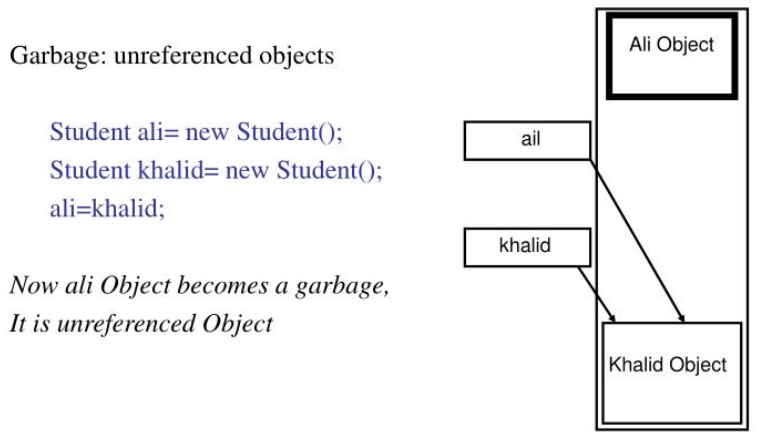 Garbage: unreferenced objects
Student ali= new Student();
Student khalid= new Student();
ali=khalid;
Now ali Object becomes a garbage,
It is unreferenced Object
Ali Object
ail
khalid
Khalid Object